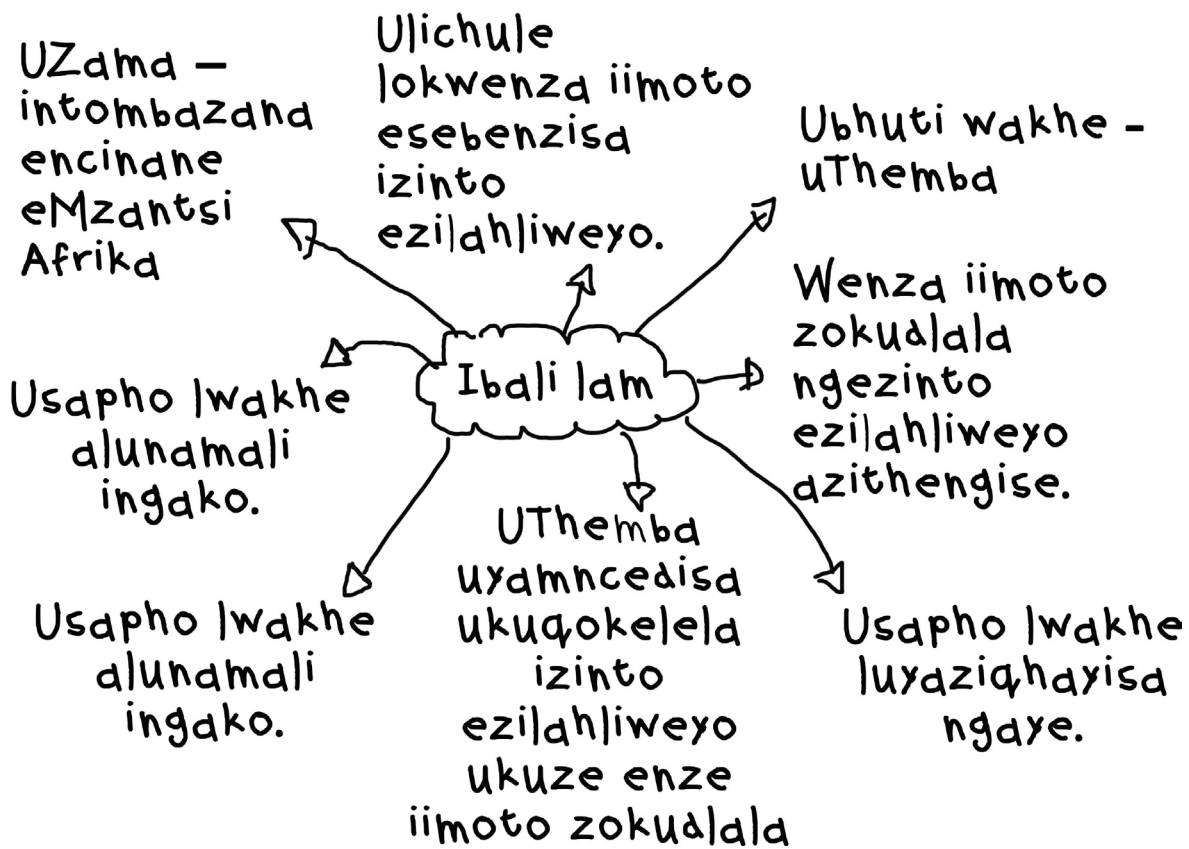 UZama –
intombazana
encinane
eMzantsi
Afrika
Ulichule
lokwenza iimoto
esebenzisa
izinto
ezilahliweyo.
Ubhuti wakhe –
uThemba
Ibali lam
Usapho lwakhe
alunamali
ingako.
Wenza iimoto
zokudlala
ngezinto
ezilahliweyo
azithengise.
Usapho lwakhe
alunamali
ingako.
UThemba
uyamncedisa
ukuqokelela
izinto
ezilahliweyo
ukuze enze
iimoto zokudlala
Usapho lwakhe
luyaziqhayisa
ngaye.